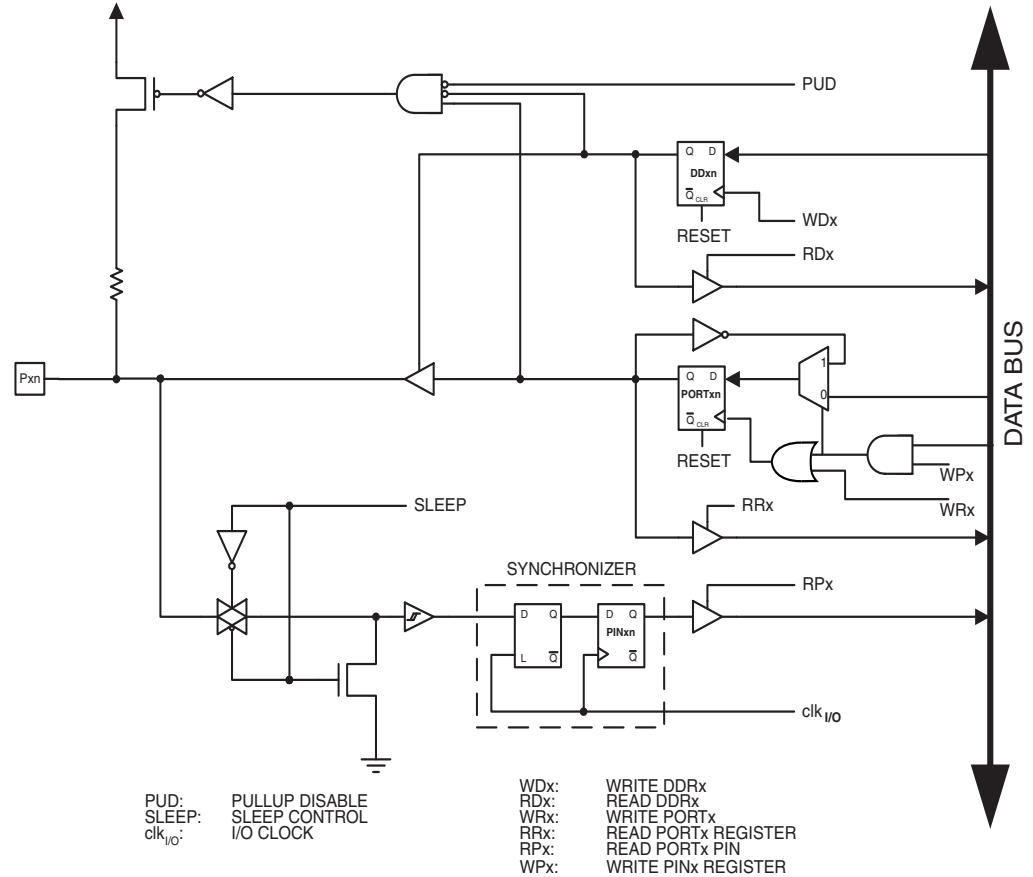 PUD
Q D
DDxn
Q CLR
WDx
RESET
RDx
Pxn
1
Q D
PORTxn
0
Q CLR
RESET
WPx
WRx
SLEEP
RRx
SYNCHRONIZER
RPx
D Q
D Q
PINxn
L Q
Q
clk I/O
DATA BUS
PUD: PULLUP DISABLE
SLEEP: SLEEP CONTROL
clkI/O: I/O CLOCK
WDx: WRITE DDRx
RDx: READ DDRx
WRx: WRITE PORTx
RRx: READ PORTx REGISTER
RPx: READ PORTx PIN
WPx: WRITE PINx REGISTER